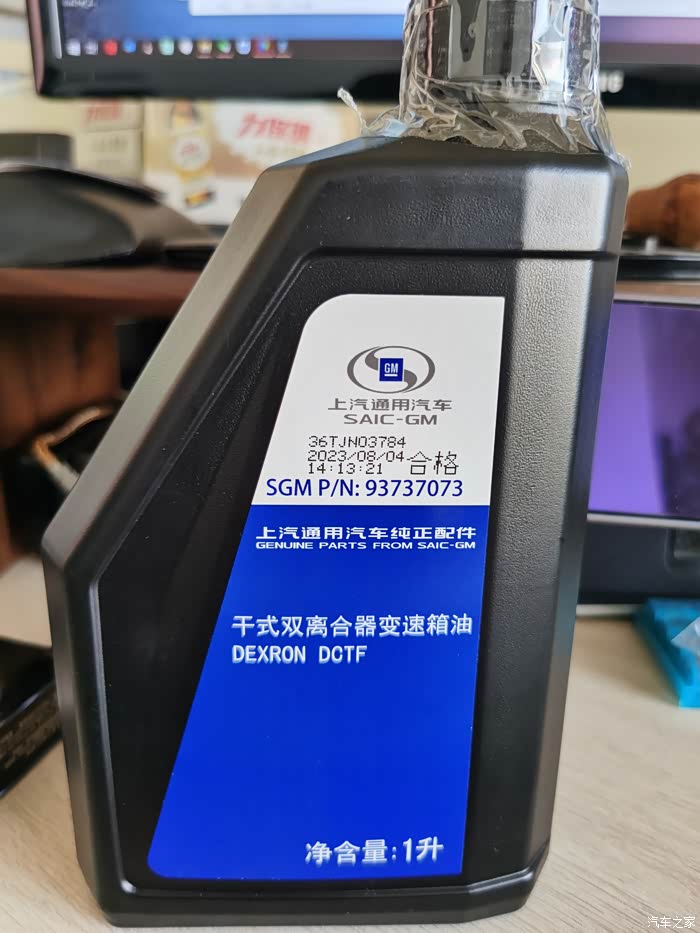 GM
上汽通用汽车
SAIC-GM
36TJN03784
2023/08/04 合格
14:13:21
SGM P/N: 93737073
上汽通用汽车纯正配件
GENUINE PARTS FROM SAIC-GM
干式双离合器变速箱油
DEXRON DCTF
净含量:1升
汽车之家